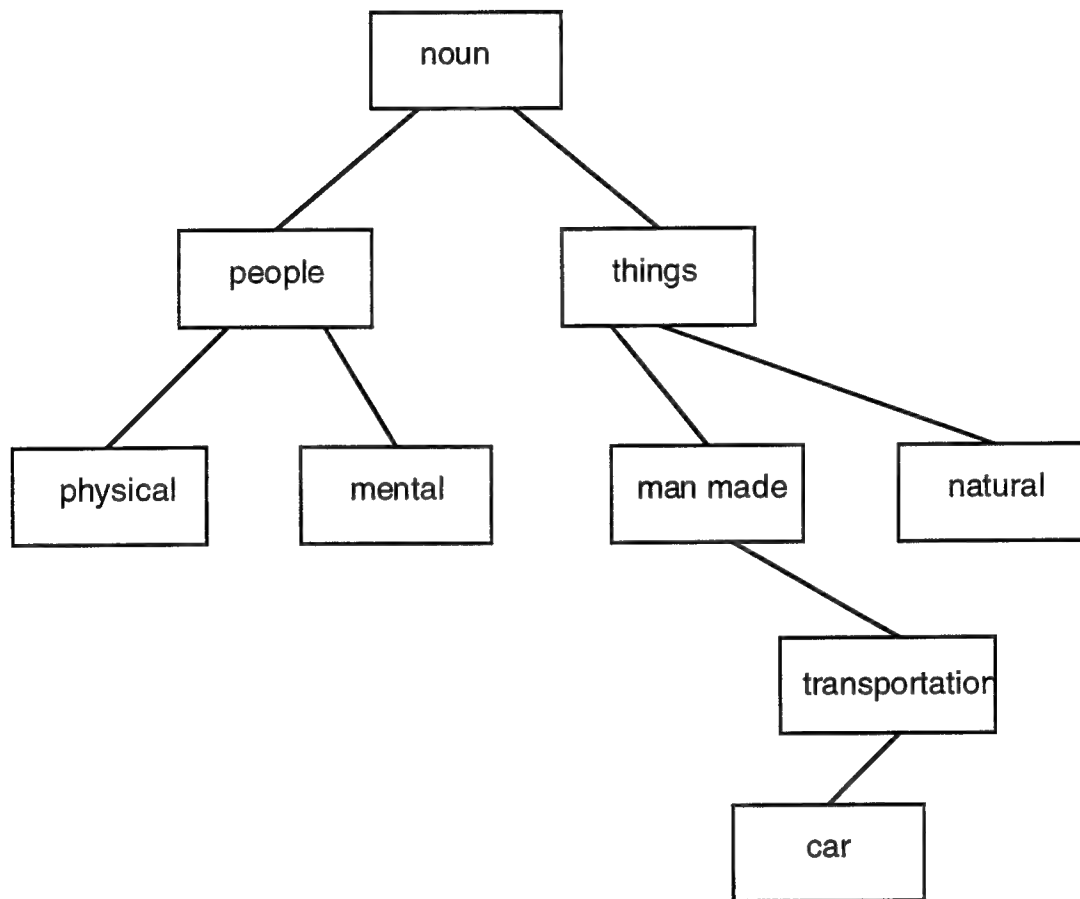 noun
people
things
physical
mental
man made
natural
transportation
car